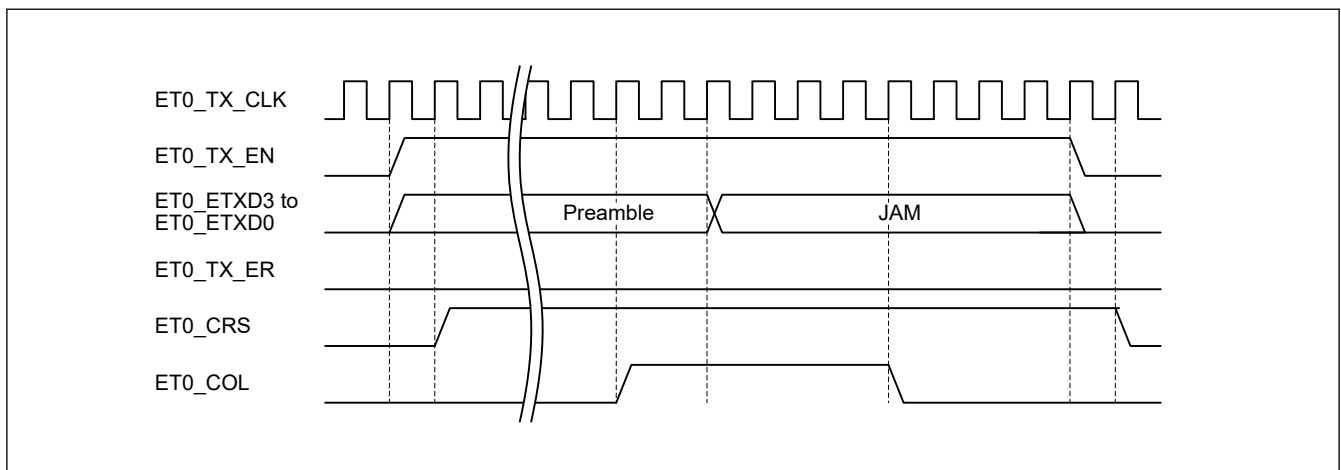 ET0_TX_CLK
ET0_TX_EN
ET0_ETXD3 to
ET0_ETXD0
Preamble
JAM
ET0_TX_ER
ET0_CRS
ET0_COL